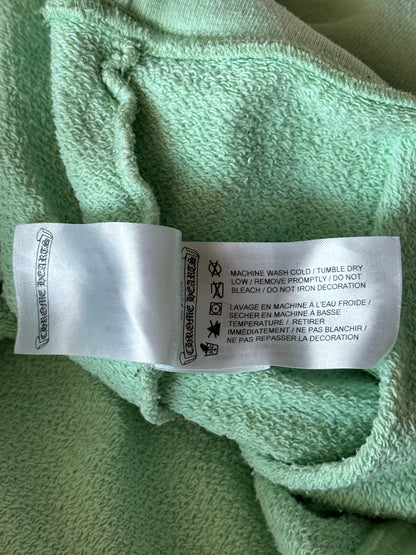 CHROME HEARTS
CHROME HEARTS
MACHINE WASH COLD / TUMBLE DRY
LOW / REMOVE PROMPTLY / DO NOT
BLEACH / DO NOT IRON DECORATION
LAVAGE EN MACHINE À L'EAU FROIDE /
SECHER EN MACHINE À BASSE
TEMPERATURE / RETIRER
IMMÉDIATEMENT / NE PAS BLANCHIR /
NE PAS REPASSER LA DECORATION